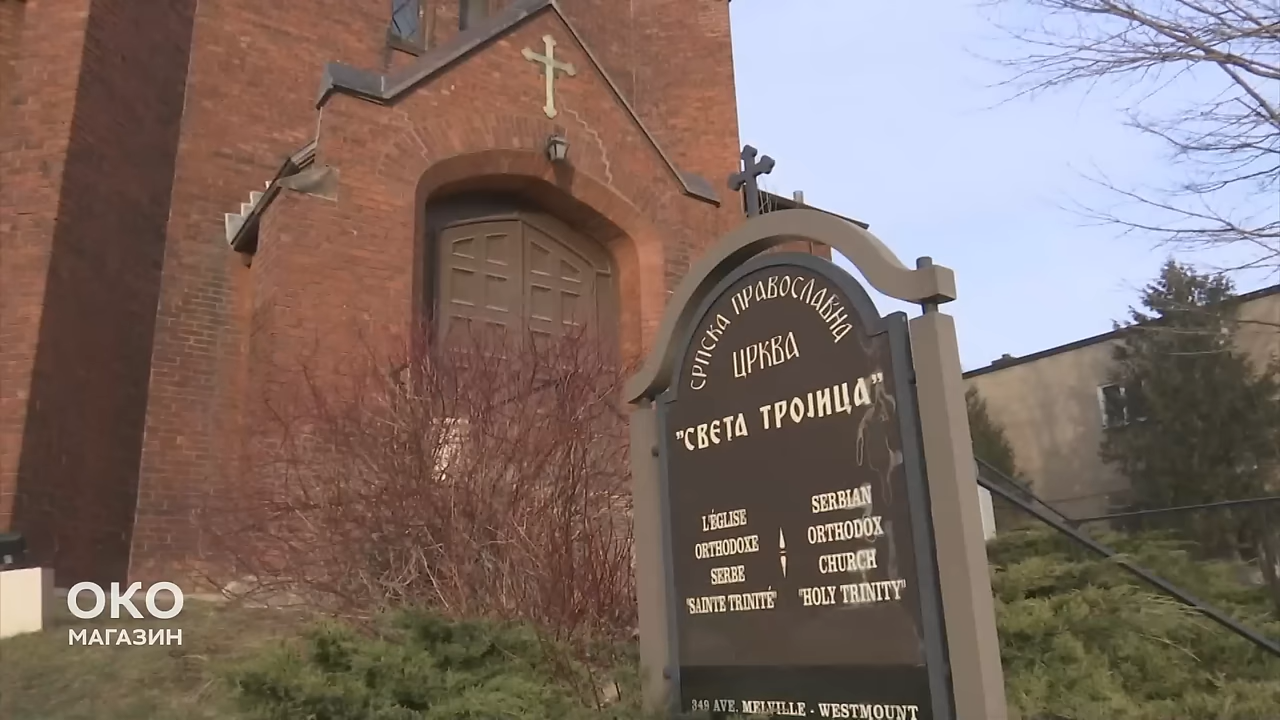 СРПСКА ПРАВОСЛАВНА
ЦРКВА
"СВЕТА ТРОЈИЦА"
L'ÉGLISE
ORTHODOXE
SERBE
"SAINTE TRINITÉ"
SERBIAN
ORTHODOX
CHURCH
"HOLY TRINITY"
349 AVE. MELVILLE - WESTMOUNT
ОКО
МАГАЗИН